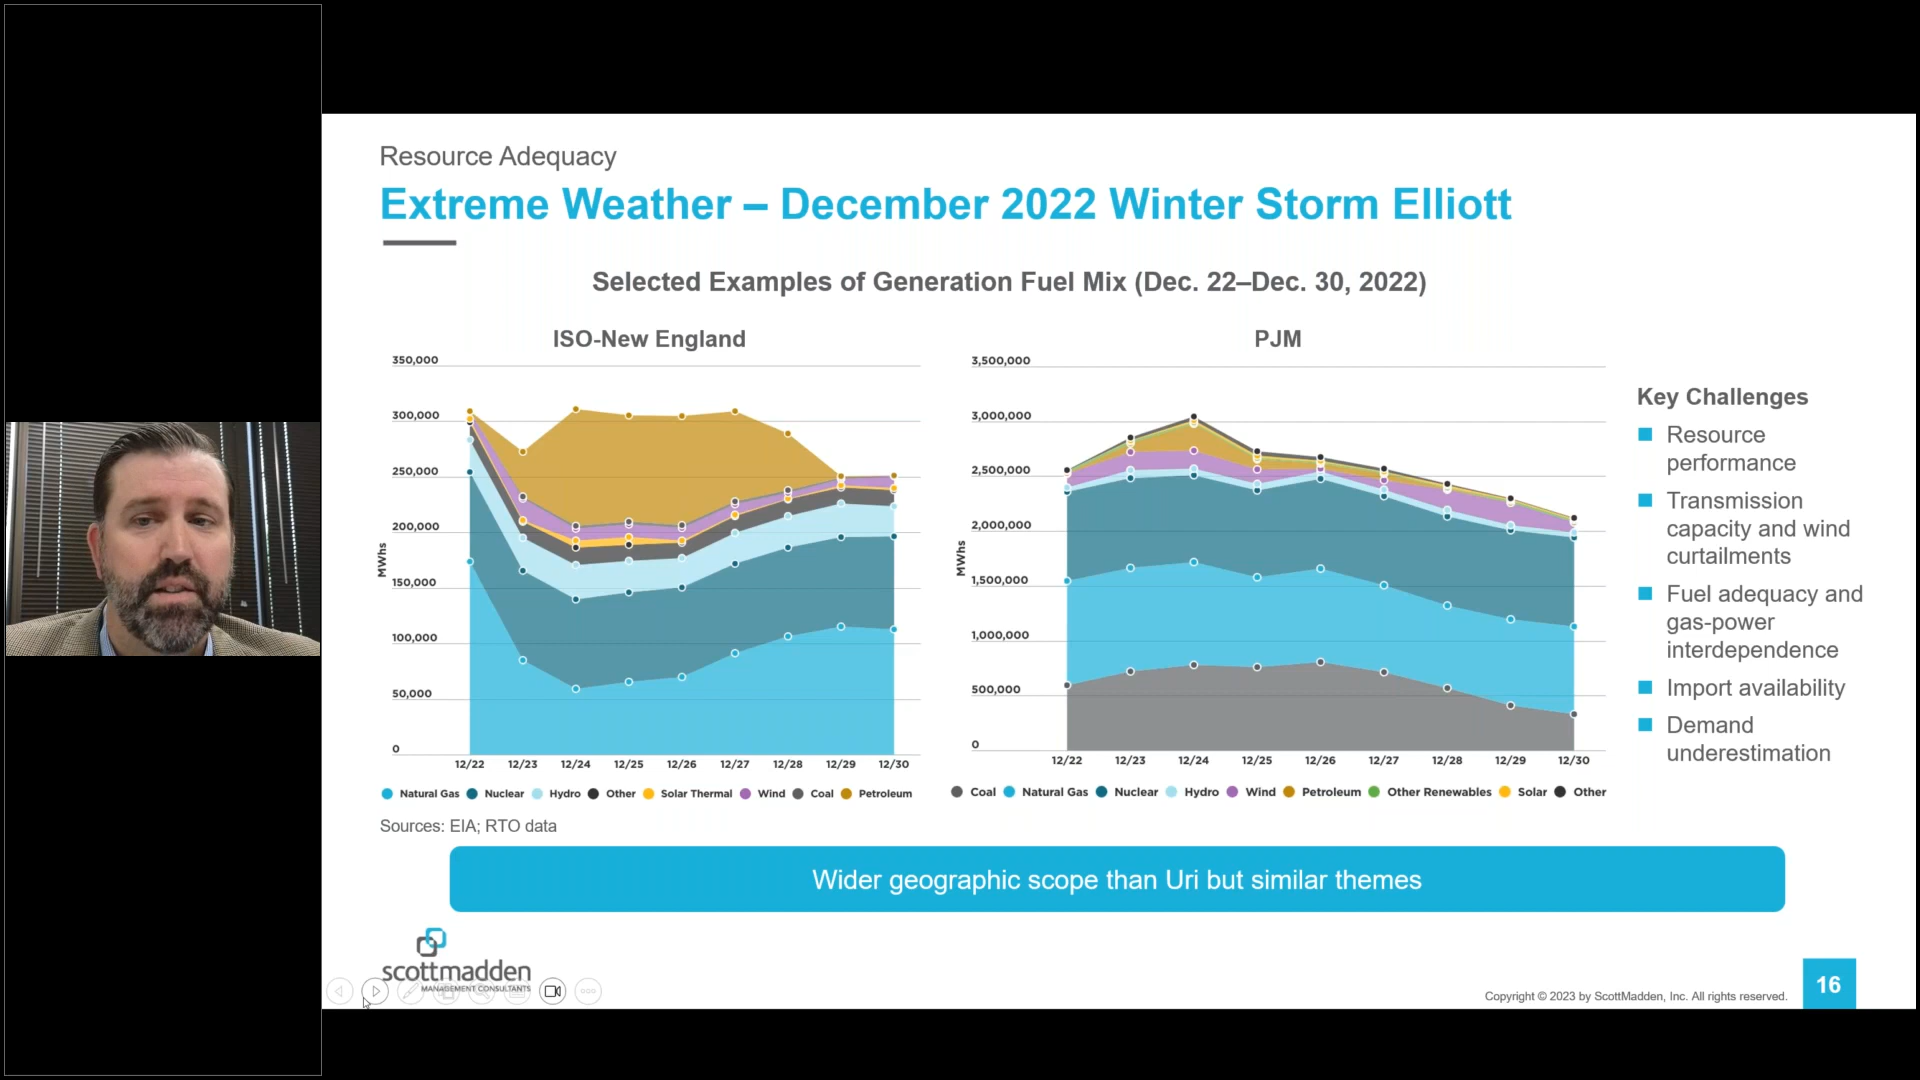 Resource Adequacy
Extreme Weather – December 2022 Winter Storm Elliott
Selected Examples of Generation Fuel Mix (Dec. 22–Dec. 30, 2022)
ISO-New England
350,000
300,000
250,000
200,000
150,000
100,000
50,000
0
MWhs
12/22 12/23 12/24 12/25 12/26 12/27 12/28 12/29 12/30
Natural Gas Nuclear Hydro Other Solar Thermal Wind Coal Petroleum
PJM
3,500,000
3,000,000
2,500,000
2,000,000
1,500,000
1,000,000
500,000
0
MWhs
12/22 12/23 12/24 12/25 12/26 12/27 12/28 12/29 12/30
Coal Natural Gas Nuclear Hydro Wind Petroleum Other Renewables Solar Other
Key Challenges
Resource
performance
Transmission
capacity and wind
curtailments
Fuel adequacy and
gas-power
interdependence
Import availability
Demand
underestimation
Sources: EIA; RTO data
Wider geographic scope than Uri but similar themes
scottmadden
MANAGEMENT CONSULTANTS
Copyright © 2023 by ScottMadden, Inc. All rights reserved.
16